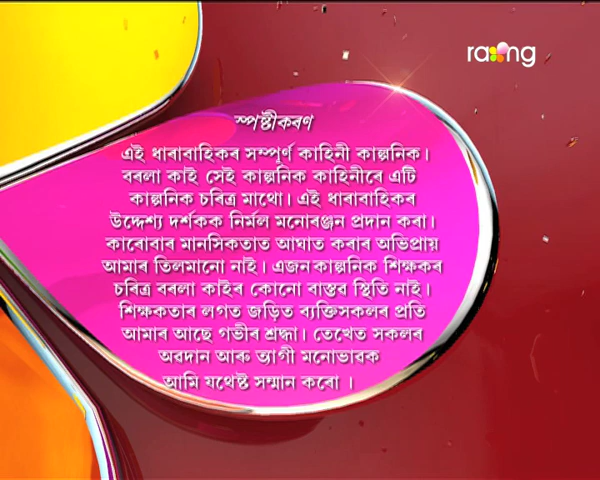 rang
স্পষ্টীকৰণ
এই ধাৰাবাহিকৰ সম্পূৰ্ণ কাহিনী কাল্পনিক।
বৰলা কাই সেই কাল্পনিক কাহিনীৰে এটি
কাল্পনিক চৰিত্ৰ মাথো। এই ধাৰাবাহিকৰ
উদ্দেশ্য দৰ্শকক নিৰ্মল মনোৰঞ্জন প্ৰদান কৰা।
কাৰোবাৰ মানসিকতাত আঘাত কৰাৰ অভিপ্ৰায়
আমাৰ তিলমানো নাই। এজন কাল্পনিক শিক্ষকৰ
চৰিত্ৰ বৰলা কাইৰ কোনো বাস্তৱ স্থিতি নাই।
শিক্ষকতাৰ লগত জড়িত ব্যক্তিসকলৰ প্ৰতি
আমাৰ আছে গভীৰ শ্ৰদ্ধা। তেখেত সকলৰ
অৱদান আৰু ত্যাগী মনোভাৱক
আমি যথেষ্ট সন্মান কৰো ।